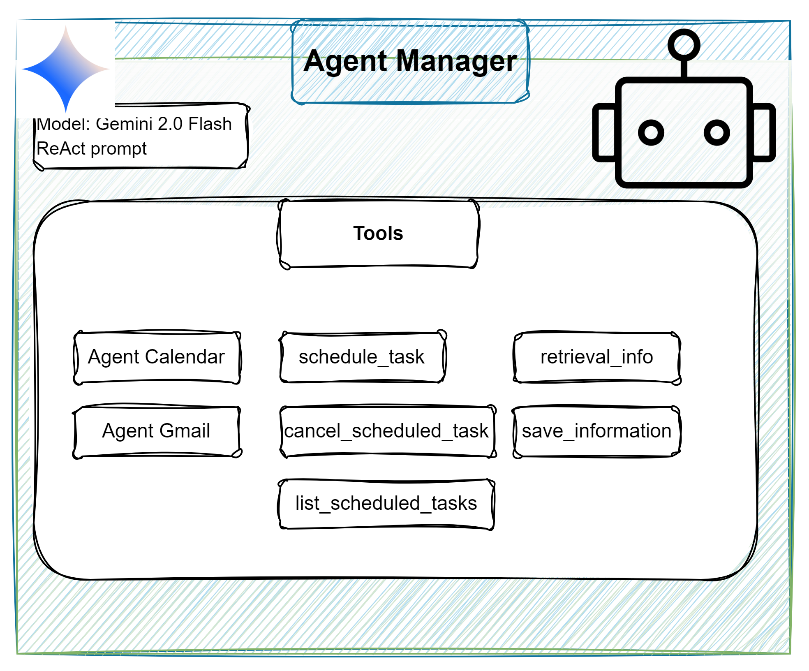 Agent Manager
Model: Gemini 2.0 Flash
ReAct prompt
Tools
Agent Calendar
schedule_task
retrieval_info
Agent Gmail
cancel_scheduled_task
save_information
list_scheduled_tasks